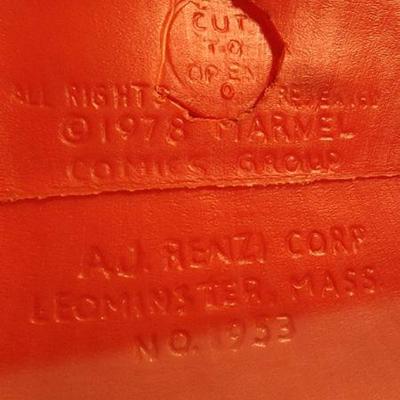 CUT
TO
OPEN
ALL RIGHTS RESERVED
©1978 MARVEL
COMICS GROUP
A.J. RENZI CORP
LEOMINSTER, MASS.
NO. 1953